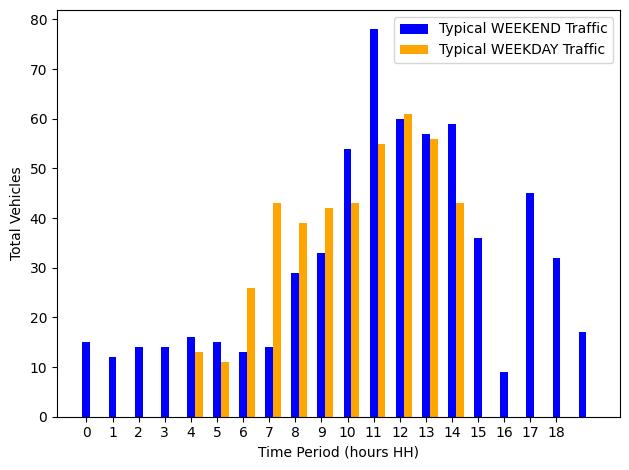 Typical WEEKEND Traffic
Typical WEEKDAY Traffic
80
70
60
50
40
30
20
10
0
Total Vehicles
0 1 2 3 4 5 6 7 8 9 10 11 12 13 14 15 16 17 18
Time Period (hours HH)